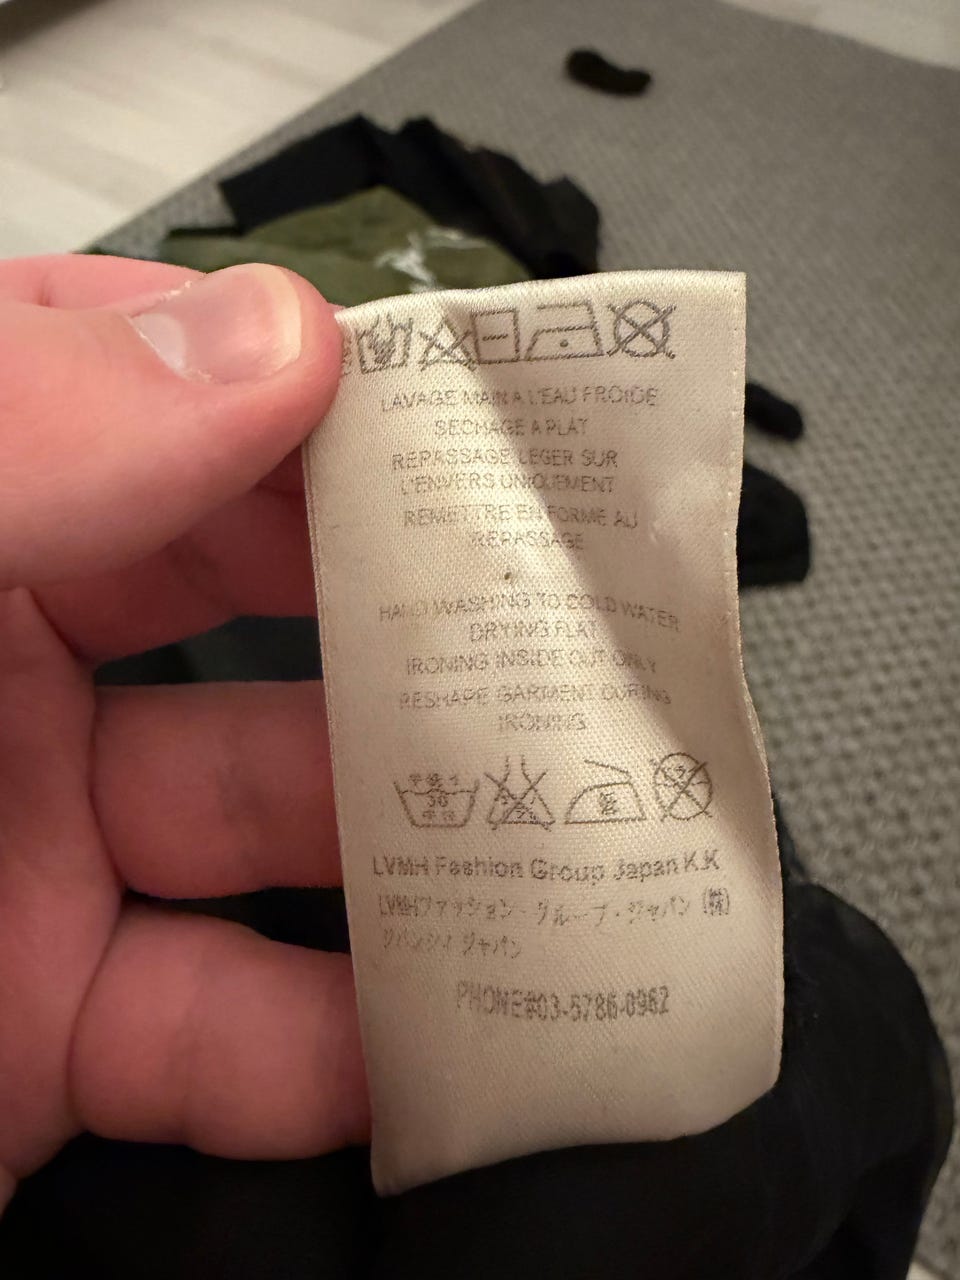 LAVAGE MAIN A L'EAU FROIDE
SECHAGE A PLAT
REPASSAGE LEGER SUR
L'ENVERS UNIQUEMENT
REMETTRE EN FORME AU
REPASSAGE
HAND WASHING TO COLD WATER
DRYING FLAT
IRONING INSIDE OUT ONLY
RESHAPE GARMENT DURING
IRONING
30
LVMH Fashion Group Japan K.K
LVMHファッション・グループ・ジャパン (株)
ジバンシイ ジャパン
PHONE#03-5786-0962